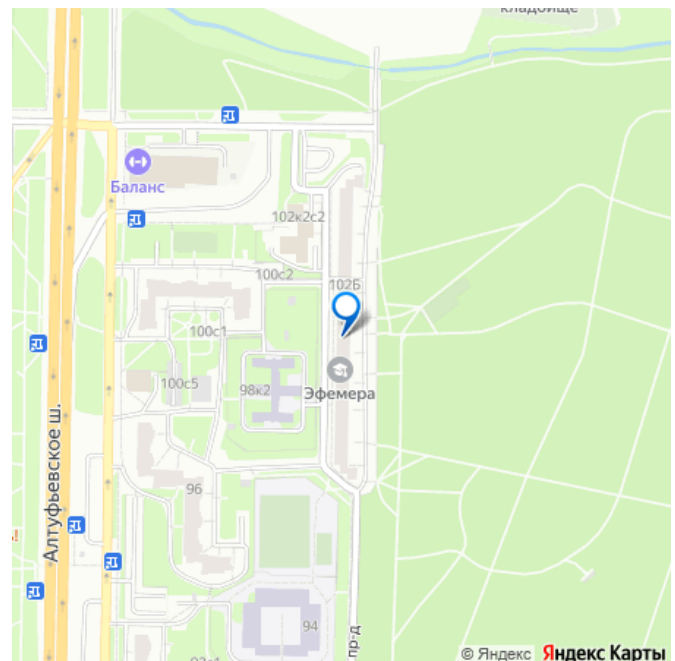 кладбище
Баланс
102к2с2
100с2
102Б
100с1
100с5
98к2
Эфемера
Алтуфьевское ш.
96
94
пр-д
© Яндекс Яндекс Карты